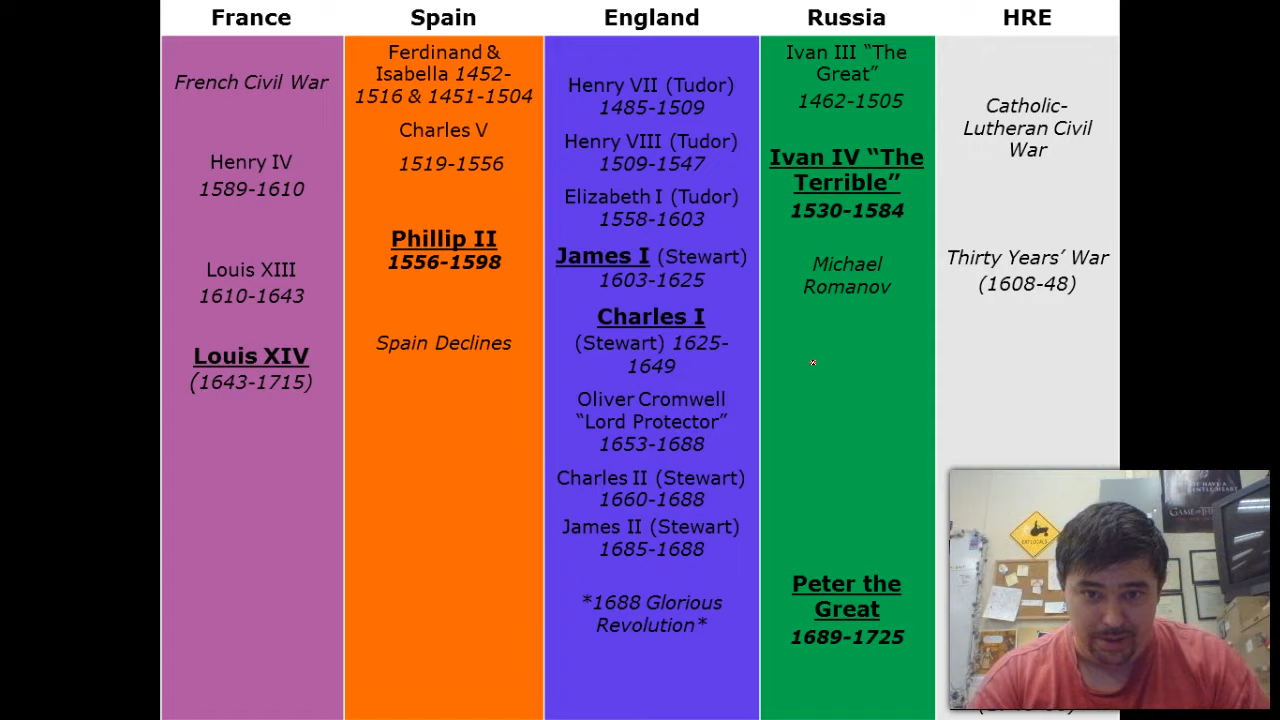 France
Spain
England
Russia
HRE
French Civil War
Henry IV
1589-1610
Louis XIII
1610-1643
Louis XIV
(1643-1715)
Ferdinand &
Isabella 1452-
1516 & 1451-1504
Charles V
1519-1556
Phillip II
1556-1598
Spain Declines
Henry VII (Tudor)
1485-1509
Henry VIII (Tudor)
1509-1547
Elizabeth I (Tudor)
1558-1603
James I (Stewart)
1603-1625
Charles I
(Stewart) 1625-
1649
Oliver Cromwell
“Lord Protector”
1653-1688
Charles II (Stewart)
1660-1688
James II (Stewart)
1685-1688
*1688 Glorious
Revolution*
Ivan III “The
Great”
1462-1505
Ivan IV “The
Terrible”
1530-1584
Michael
Romanov
Peter the
Great
1689-1725
Catholic-
Lutheran Civil
War
Thirty Years’ War
(1608-48)
GAME OF THR
EAT LOCALS